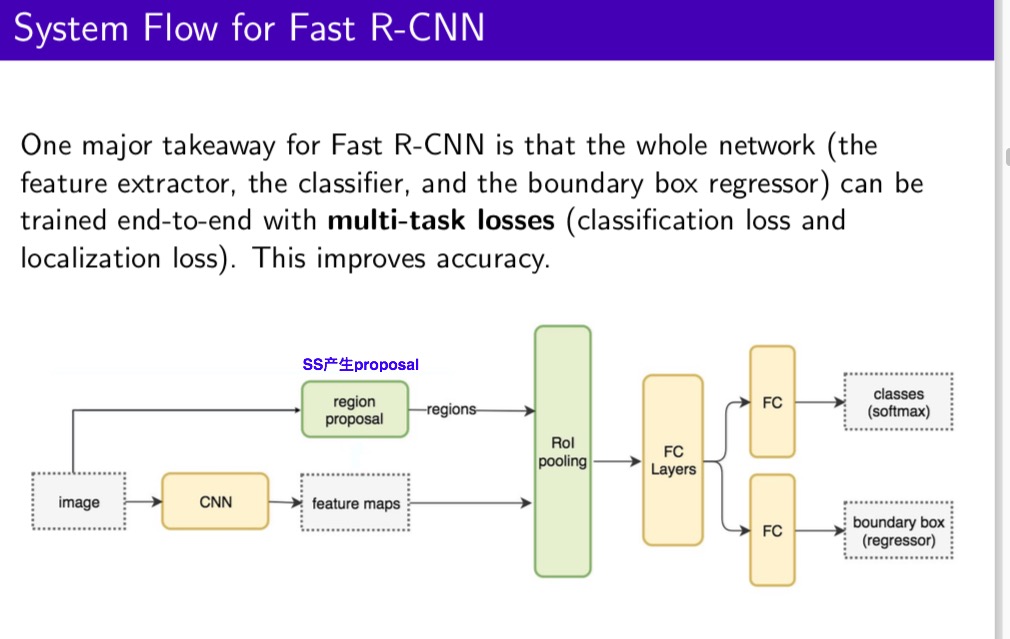 System Flow for Fast R-CNN
One major takeaway for Fast R-CNN is that the whole network (the
feature extractor, the classifier, and the boundary box regressor) can be
trained end-to-end with multi-task losses (classification loss and
localization loss). This improves accuracy.
SS产生proposal
region
proposal
regions
image
CNN
feature maps
RoI
pooling
FC
Layers
FC
classes
(softmax)
FC
boundary box
(regressor)